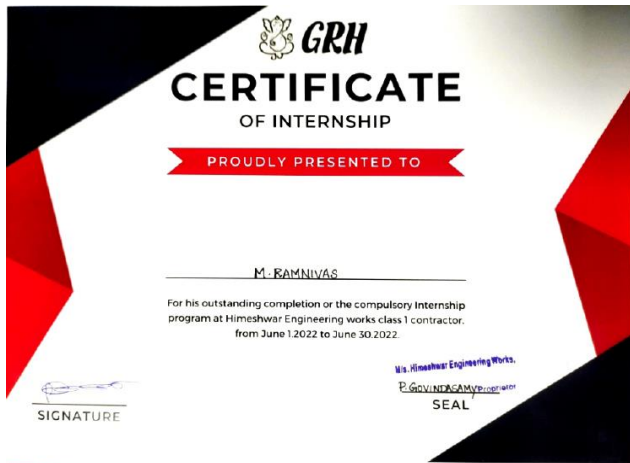 GRH
CERTIFICATE
OF INTERNSHIP
PROUDLY PRESENTED TO
M. RAMNIVAS
For his outstanding completion or the compulsory Internship
program at Himeshwar Engineering works class 1 contractor,
from June 1.2022 to June 30.2022.
M/s. Himeshwar Engineering Works,
P. GOVINDASAMY Proprietor
SIGNATURE
SEAL